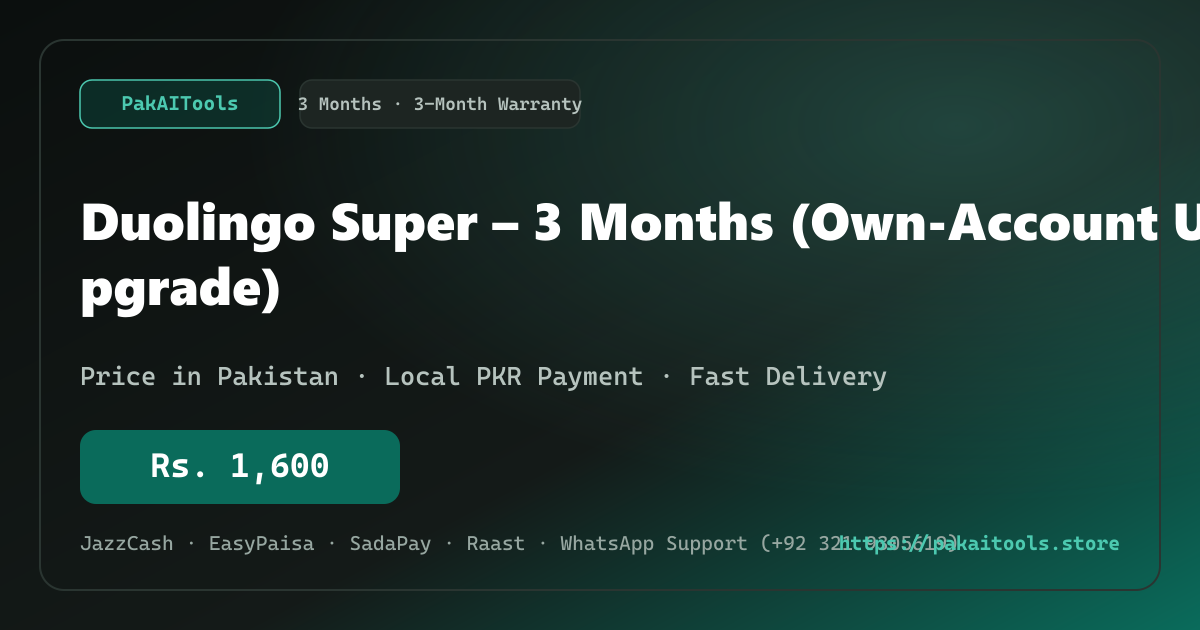 PakAITools
3 Months · 3-Month Warranty
Duolingo Super – 3 Months (Own-Account U
pgrade)
Price in Pakistan · Local PKR Payment · Fast Delivery
Rs. 1,600
JazzCash · EasyPaisa · SadaPay · Raast · WhatsApp Support (+92 321
https://pakaitools.store